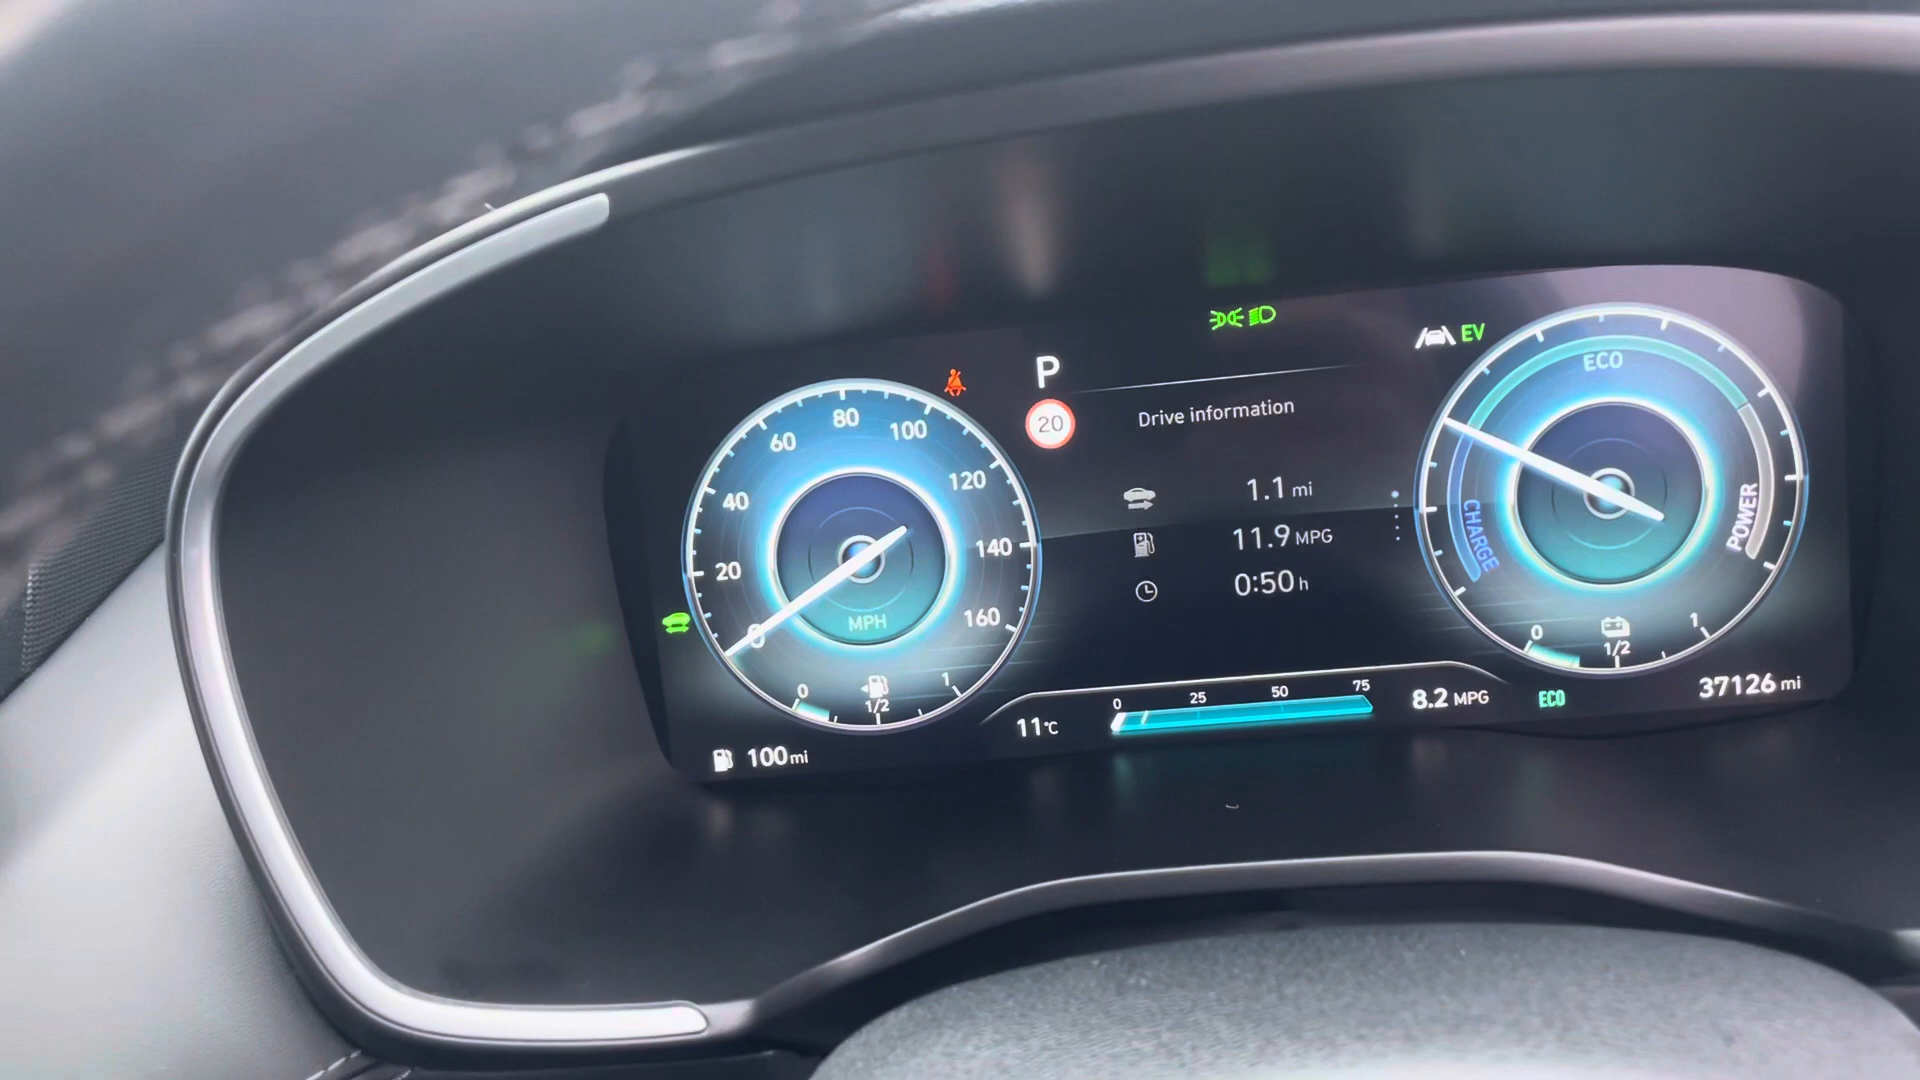 P
20
Drive information
1.1 mi
11.9 MPG
0:50 h
EV
0
20
40
60
80
100
120
140
160
MPH
0
1/2
1
100 mi
11°C
0
25
50
75
8.2 MPG
ECO
ECO
CHARGE
POWER
0
1/2
1
37126 mi